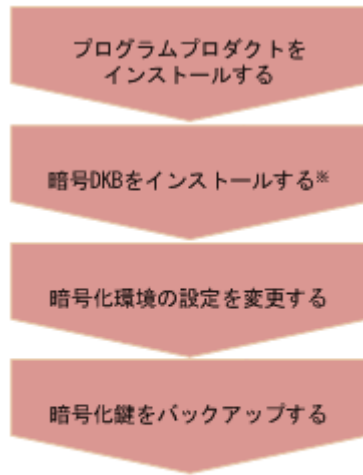 プログラムプロダクトを
インストールする
暗号DKBをインストールする※
暗号化環境の設定を変更する
暗号化鍵をバックアップする